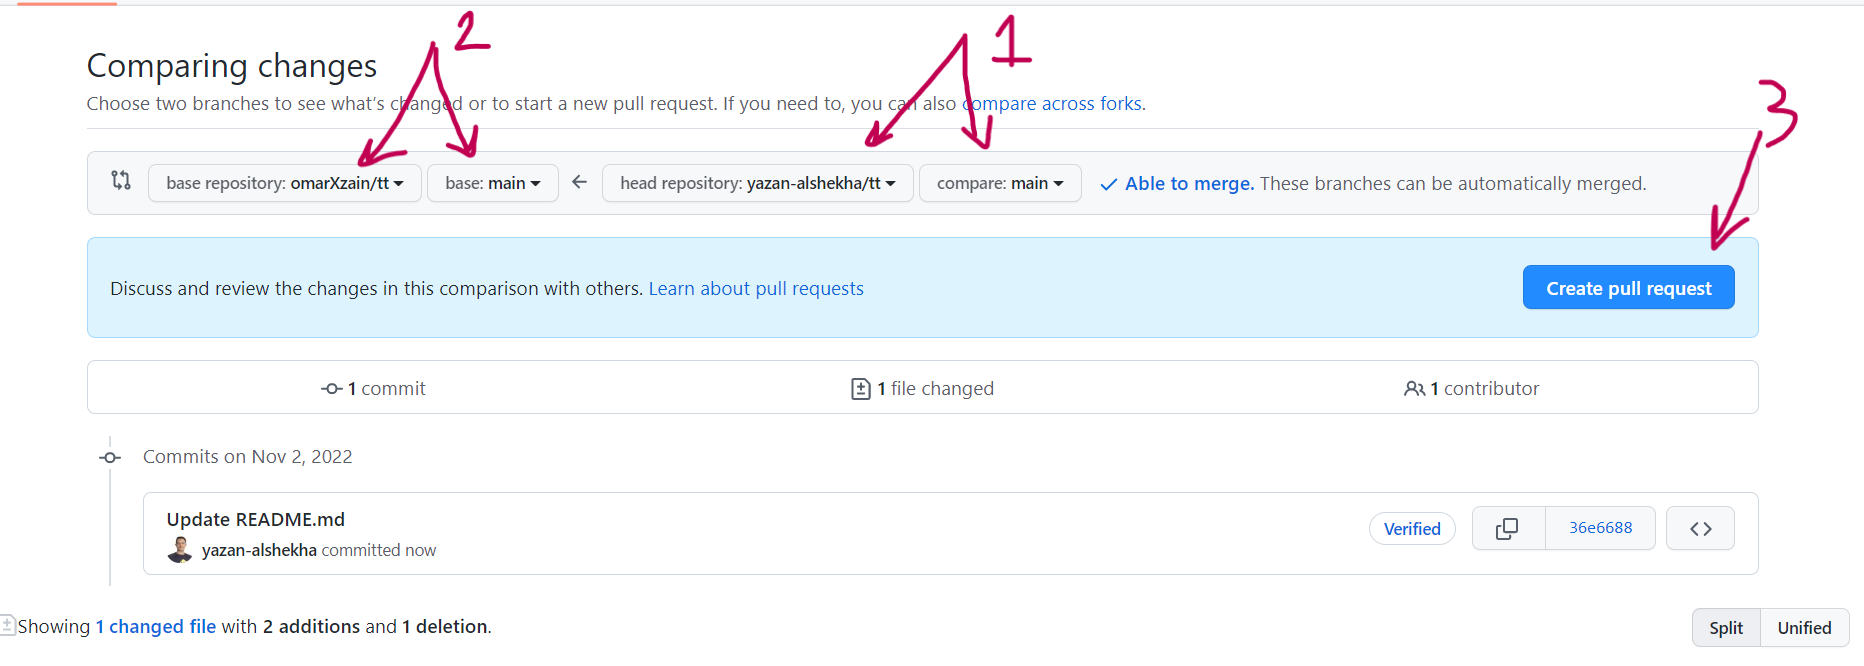 2
1
Comparing changes
3
Choose two branches to see what's changed or to start a new pull request. If you need to, you can also compare across forks.
base repository: omarXzain/tt base: main head repository: yazan-alshekha/tt compare: main Able to merge. These branches can be automatically merged.
Discuss and review the changes in this comparison with others. Learn about pull requests Create pull request
1 commit 1 file changed 1 contributor
Commits on Nov 2, 2022
Update README.md
Verified 36e6688
yazan-alshekha committed now
Showing 1 changed file with 2 additions and 1 deletion. Split Unified